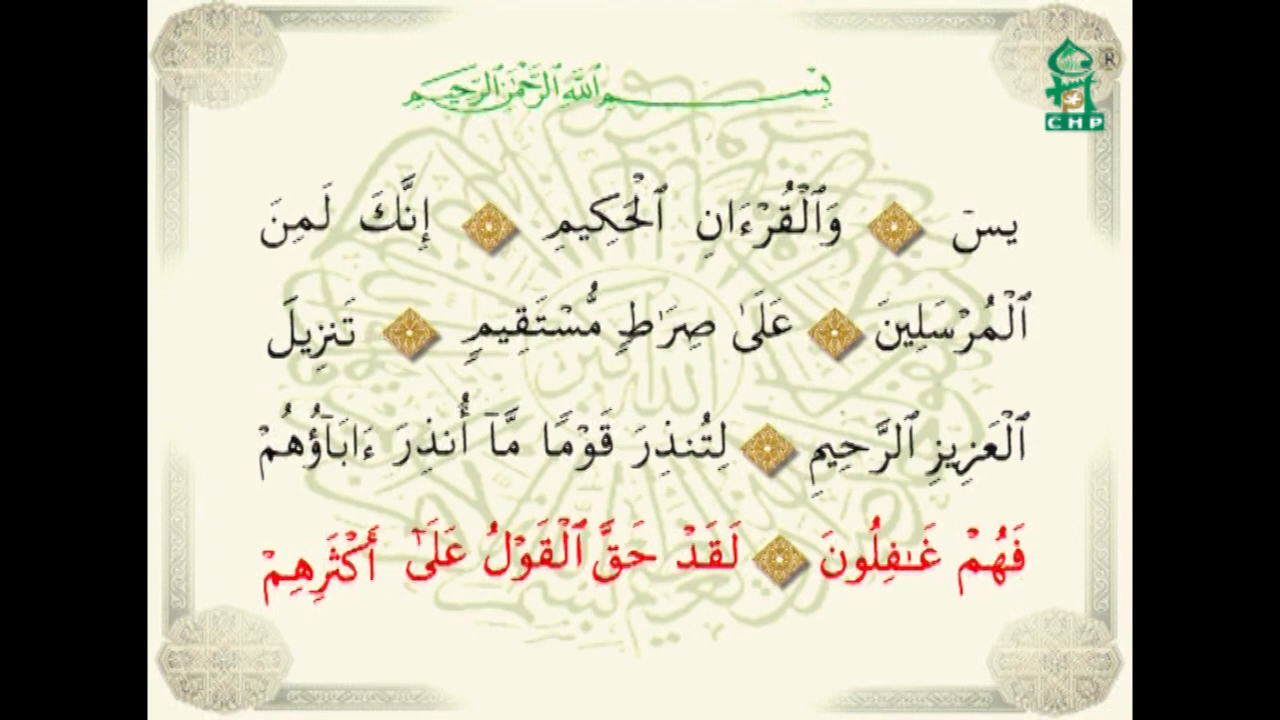 بِسْمِ ٱللَّهِ ٱلرَّحْمَٰنِ ٱلرَّحِيمِ
® CHP
يسٓ وَٱلْقُرْءَانِ ٱلْحَكِيمِ إِنَّكَ لَمِنَ
ٱلْمُرْسَلِينَ عَلَىٰ صِرَٰطٍ مُّسْتَقِيمٍ تَنزِيلَ
ٱلْعَزِيزِ ٱلرَّحِيمِ لِتُنذِرَ قَوْمًا مَّآ أُنذِرَ ءَابَآؤُهُمْ
فَهُمْ غَٰفِلُونَ لَقَدْ حَقَّ ٱلْقَوْلُ عَلَىٰٓ أَكْثَرِهِمْ